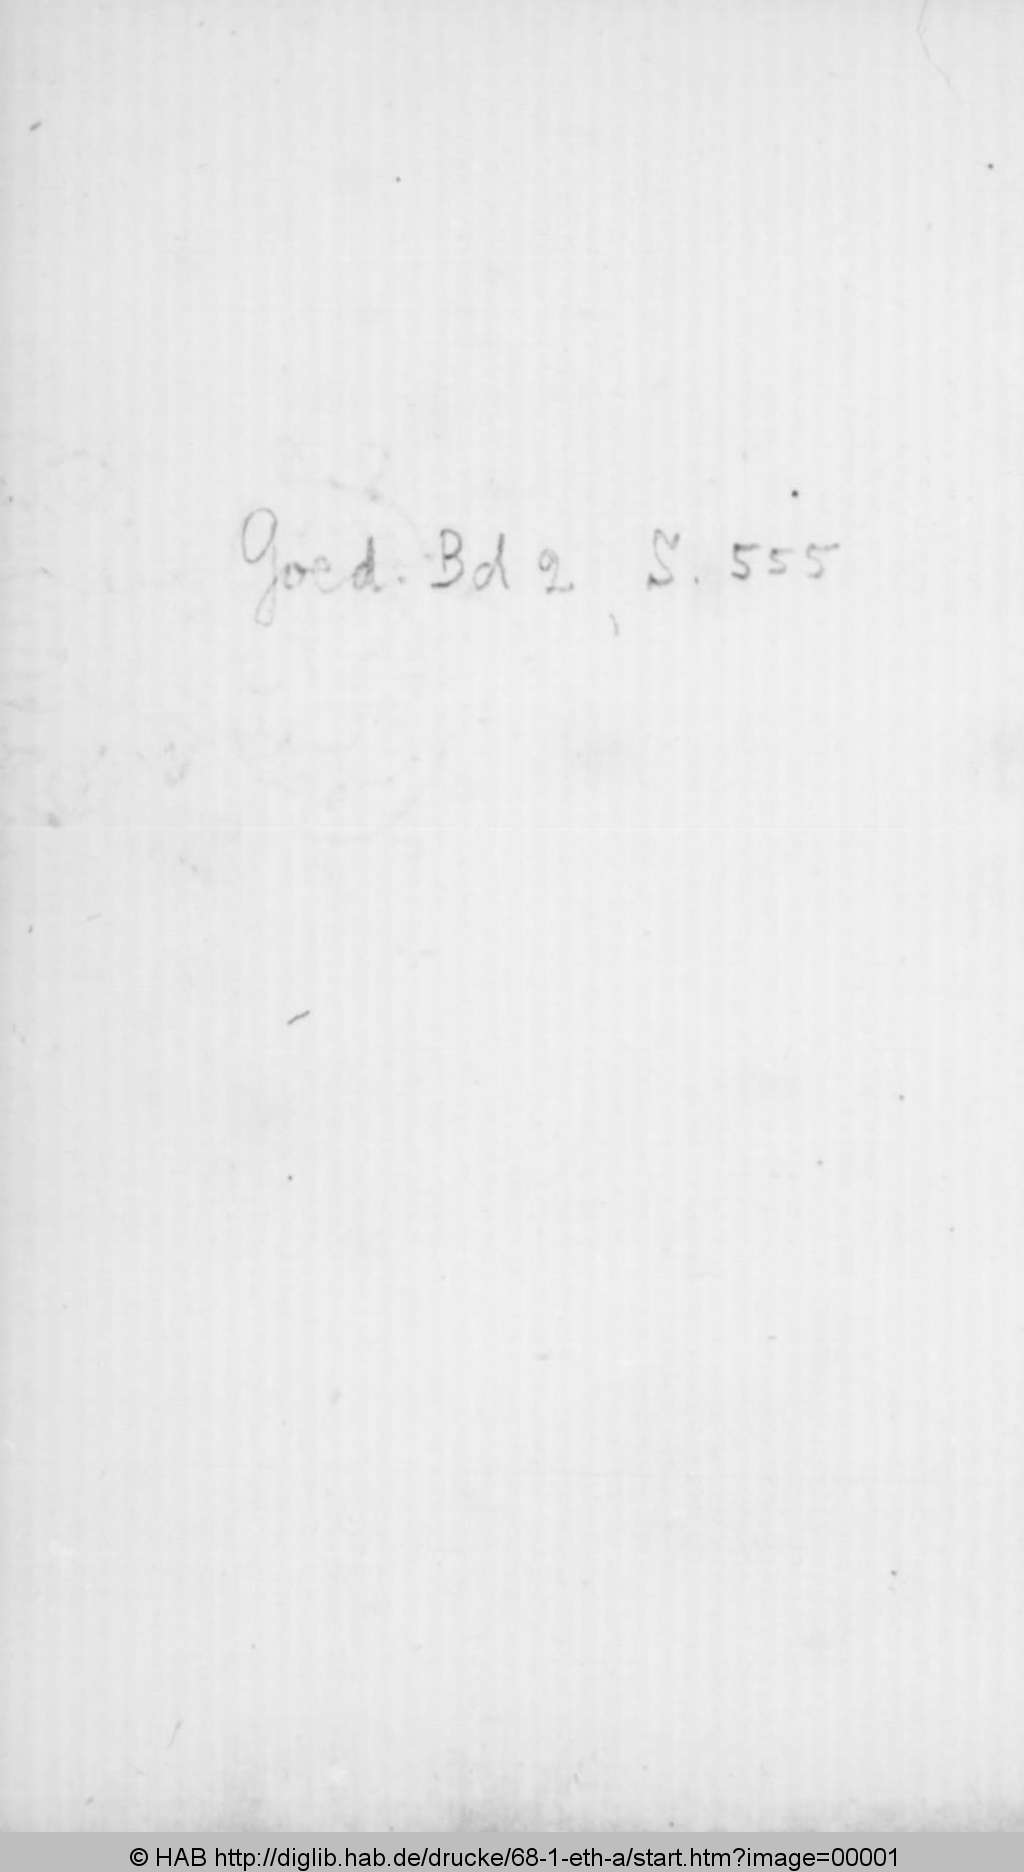 Goed. Bd 2, S. 555
© HAB http://diglib.hab.de/drucke/68-1-eth-a/start.htm?image=00001